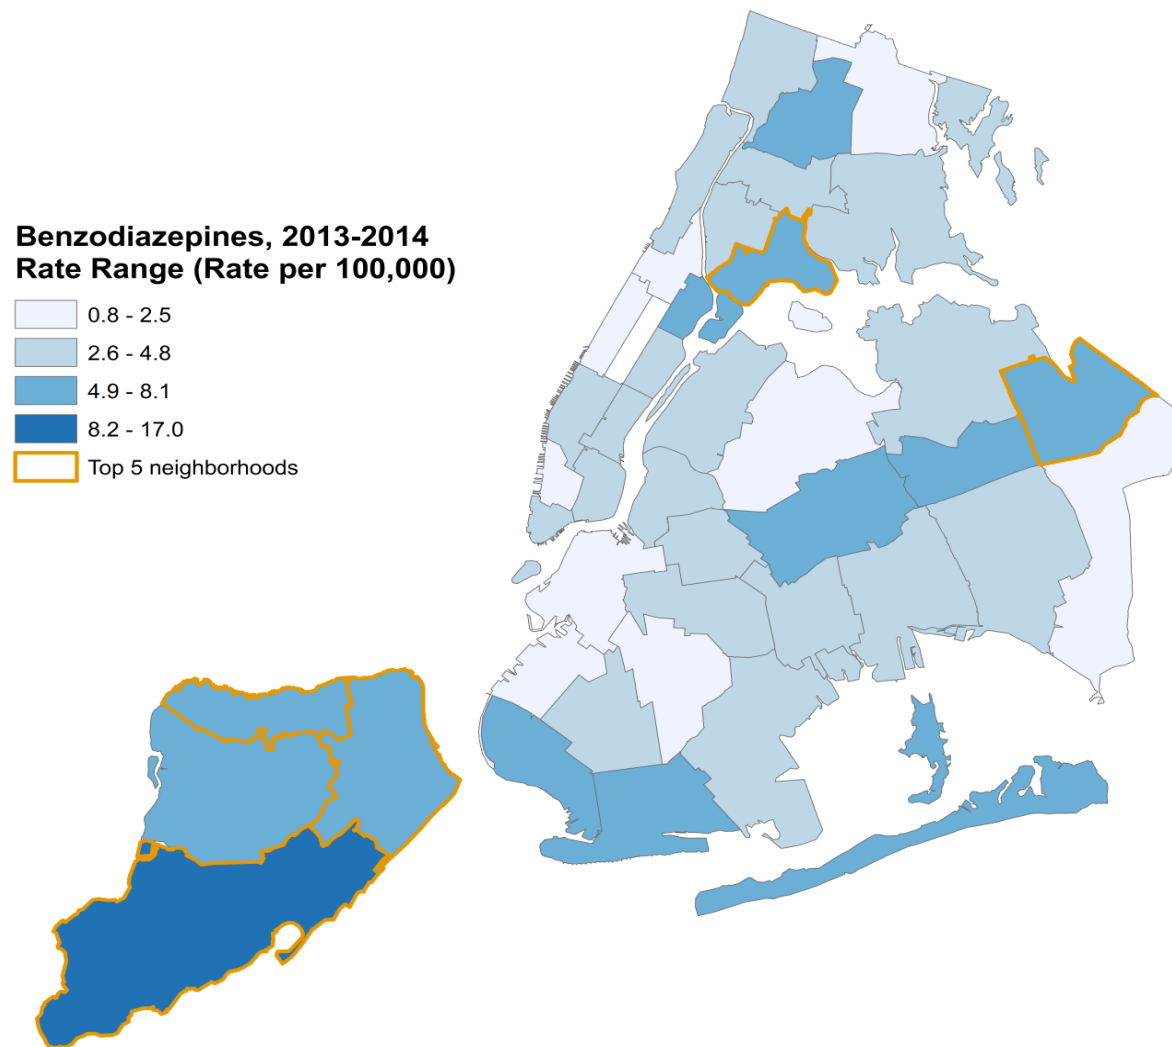 Benzodiazepines, 2013-2014
Rate Range (Rate per 100,000)
0.8 - 2.5
2.6 - 4.8
4.9 - 8.1
8.2 - 17.0
Top 5 neighborhoods